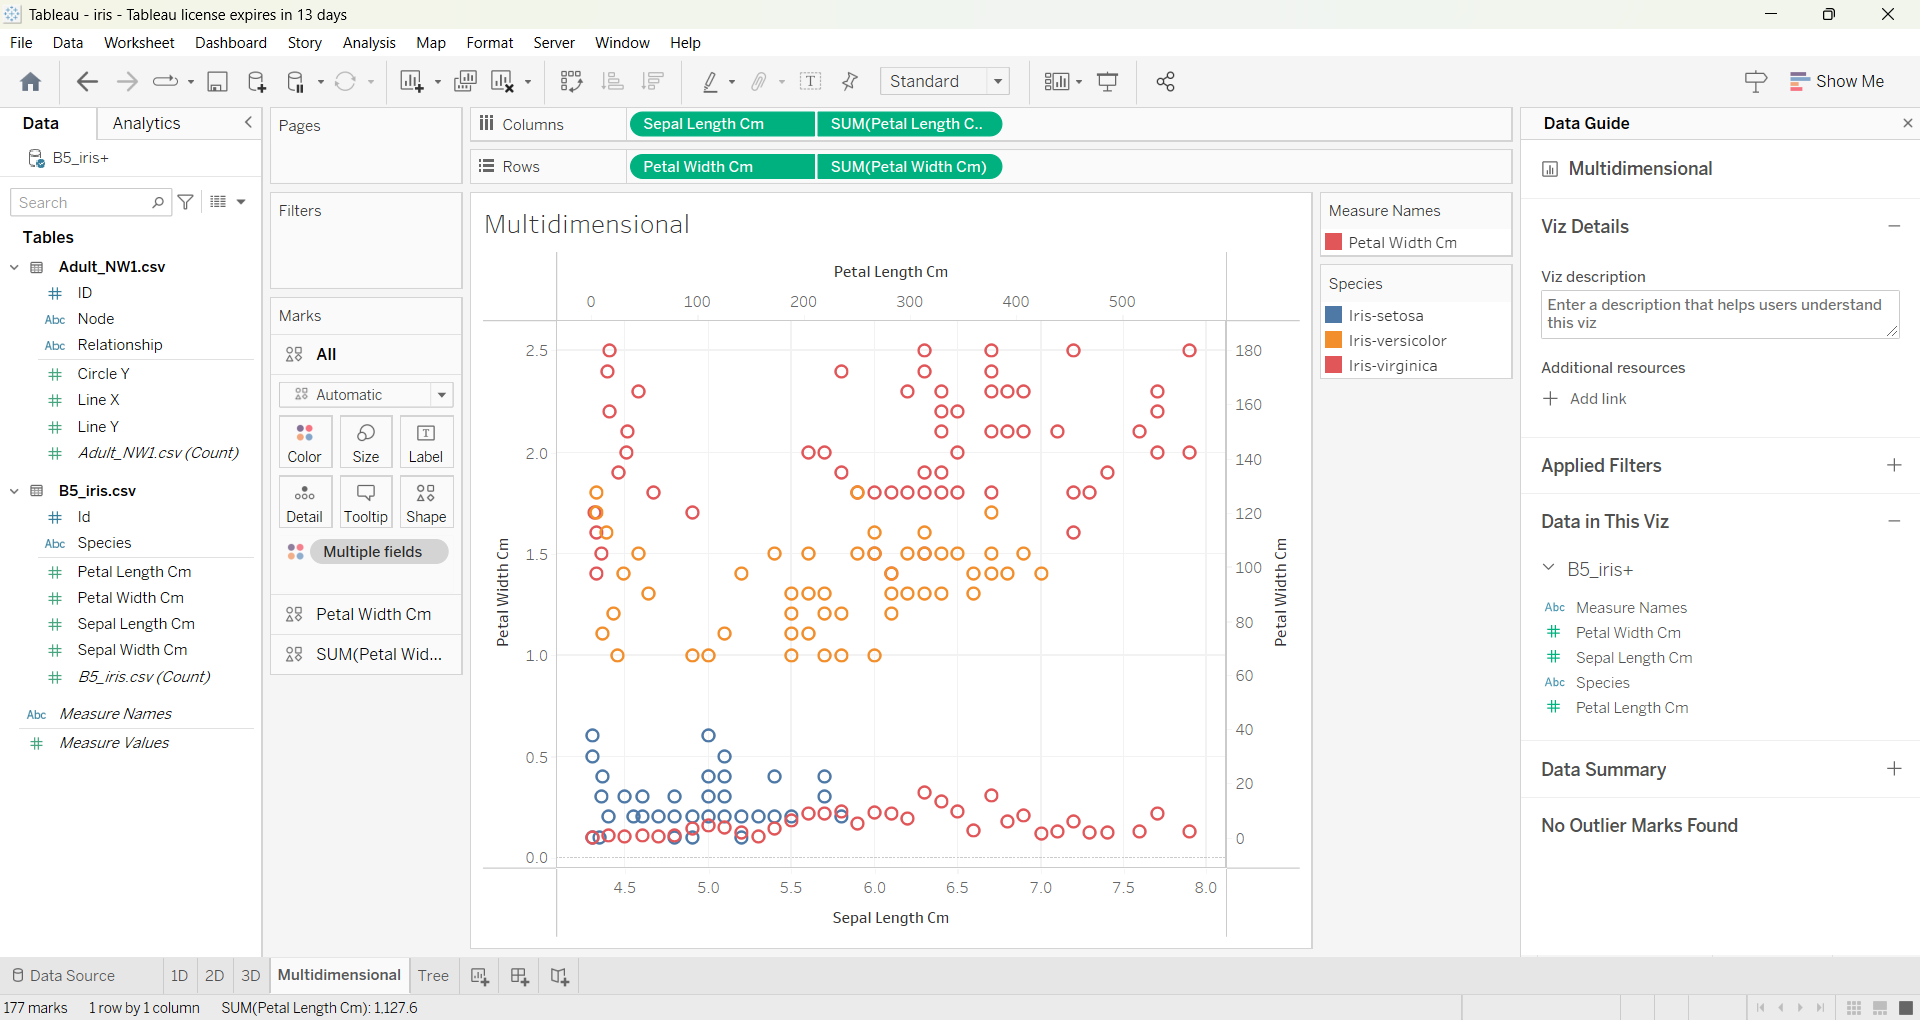 Tableau - iris - Tableau license expires in 13 days
File Data Worksheet Dashboard Story Analysis Map Format Server Window Help
Standard
Show Me
Data Analytics
B5_iris+
Search
Tables
Adult_NW1.csv
# ID
Abc Node
Abc Relationship
# Circle Y
# Line X
# Line Y
# Adult_NW1.csv (Count)
B5_iris.csv
# Id
Abc Species
# Petal Length Cm
# Petal Width Cm
# Sepal Length Cm
# Sepal Width Cm
# B5_iris.csv (Count)
Abc Measure Names
# Measure Values
Pages
Filters
Marks
All
Automatic
Color Size Label
Detail Tooltip Shape
Multiple fields
Petal Width Cm
SUM(Petal Wid...
Columns Sepal Length Cm SUM(Petal Length C..
Rows Petal Width Cm SUM(Petal Width Cm)
Multidimensional
Petal Length Cm
0 100 200 300 400 500
Petal Width Cm
2.5
2.0
1.5
1.0
0.5
0.0
180
160
140
120
100
80
60
40
20
0
Petal Width Cm
4.5 5.0 5.5 6.0 6.5 7.0 7.5 8.0
Sepal Length Cm
Measure Names
Petal Width Cm
Species
Iris-setosa
Iris-versicolor
Iris-virginica
Data Guide
Multidimensional
Viz Details
Viz description
Enter a description that helps users understand
this viz
Additional resources
Add link
Applied Filters
Data in This Viz
B5_iris+
Abc Measure Names
# Petal Width Cm
# Sepal Length Cm
Abc Species
# Petal Length Cm
Data Summary
No Outlier Marks Found
Data Source 1D 2D 3D Multidimensional Tree
177 marks 1 row by 1 column SUM(Petal Length Cm): 1,127.6